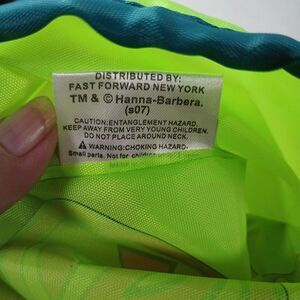 DISTRIBUTED BY:
FAST FORWARD NEW YORK
TM & © Hanna-Barbera.
(s07)
CAUTION:ENTANGLEMENT HAZARD.
KEEP AWAY FROM VERY YOUNG CHILDREN.
DO NOT PLACE AROUND NECK.
⚠WARNING:CHOKING HAZARD-
Small parts. Not for children